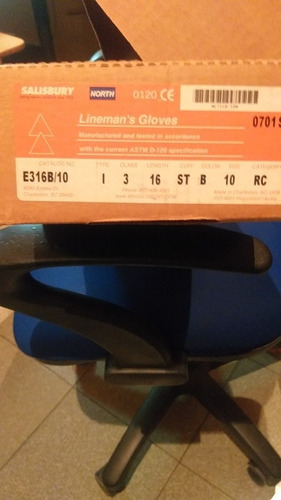 SALISBURY
NORTH
0120 CE
Lineman's Gloves
0701
Manufactured and tested in accordance
with the current ASTM D-120 specification
CATALOG NO. TYPE CLASS LENGTH CUFF COLOR SIZE CATEGORY
E316B/10 I 3 16 ST B 10 RC